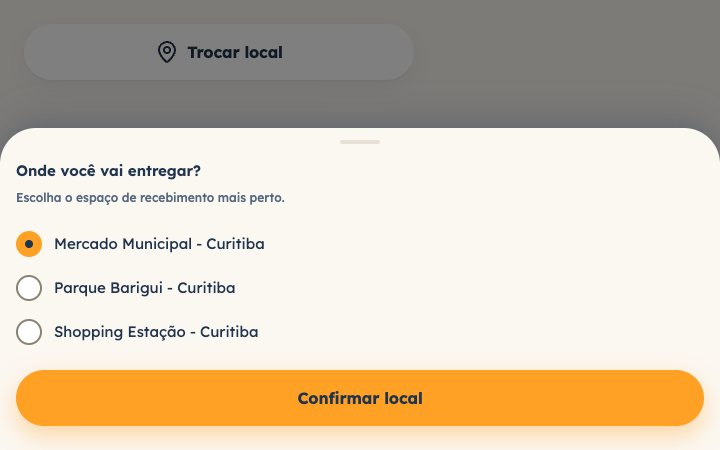 Trocar local
Onde você vai entregar?
Escolha o espaço de recebimento mais perto.
Mercado Municipal - Curitiba
Parque Barigui - Curitiba
Shopping Estação - Curitiba
Confirmar local